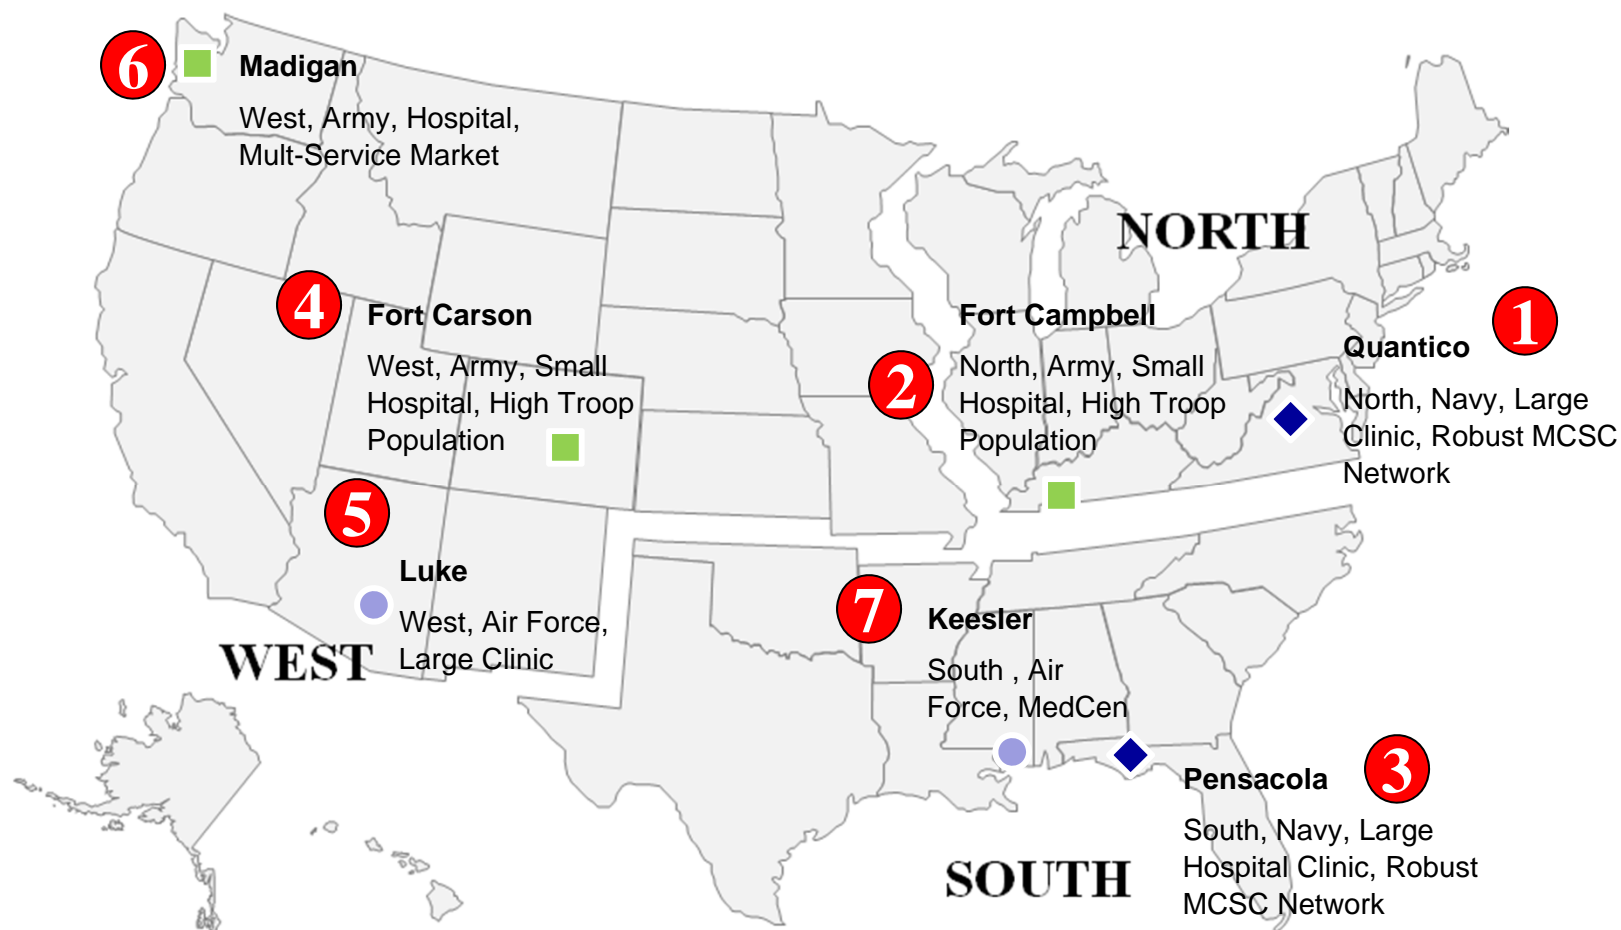 6
Madigan
West, Army, Hospital,
Mult-Service Market
NORTH
4
Fort Carson
West, Army, Small
Hospital, High Troop
Population
2
Fort Campbell
North, Army, Small
Hospital, High Troop
Population
1
Quantico
North, Navy, Large
Clinic, Robust MCSC
Network
5
Luke
West, Air Force,
Large Clinic
WEST
7
Keesler
South , Air
Force, MedCen
3
Pensacola
South, Navy, Large
Hospital Clinic, Robust
MCSC Network
SOUTH